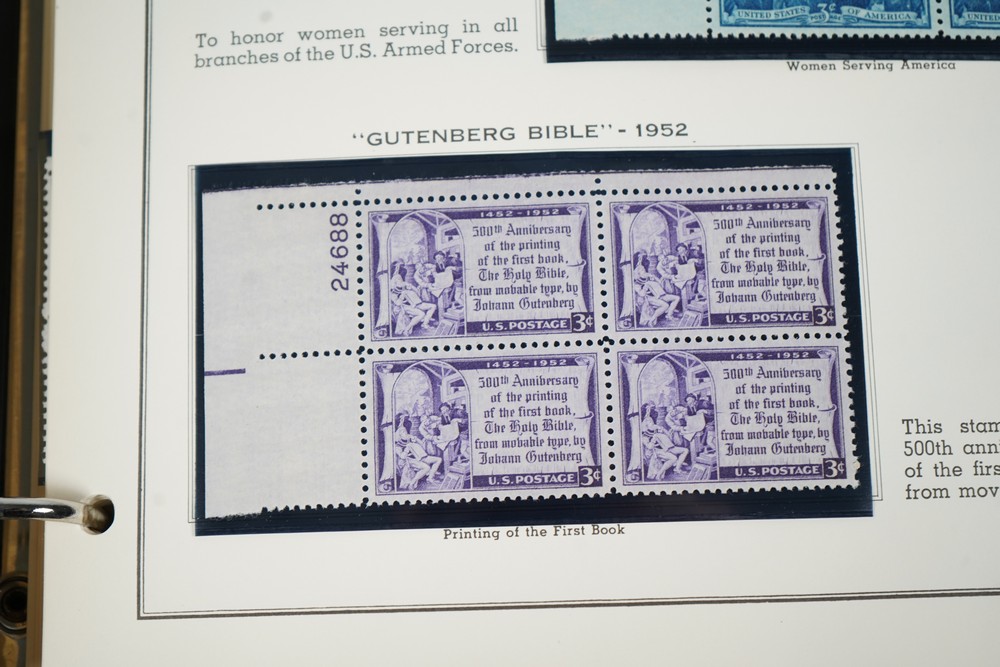 To honor women serving in all
branches of the U.S. Armed Forces.
UNITED STATES 3¢ POSTAGE OF AMERICA
UNITED STATES
Women Serving America
"GUTENBERG BIBLE" - 1952
24688
1452-1952
500th Anniversary
of the printing
of the first book,
The Holy Bible,
from movable type, by
Johann Gutenberg
U.S. POSTAGE 3¢
1452-1952
500th Anniversary
of the printing
of the first book,
The Holy Bible,
from movable type, by
Johann Gutenberg
U.S. POSTAGE 3¢
1452-1952
500th Anniversary
of the printing
of the first book,
The Holy Bible,
from movable type, by
Johann Gutenberg
U.S. POSTAGE 3¢
1452-1952
500th Anniversary
of the printing
of the first book,
The Holy Bible,
from movable type, by
Johann Gutenberg
U.S. POSTAGE 3¢
Printing of the First Book
This stam
500th anni
of the firs
from mov